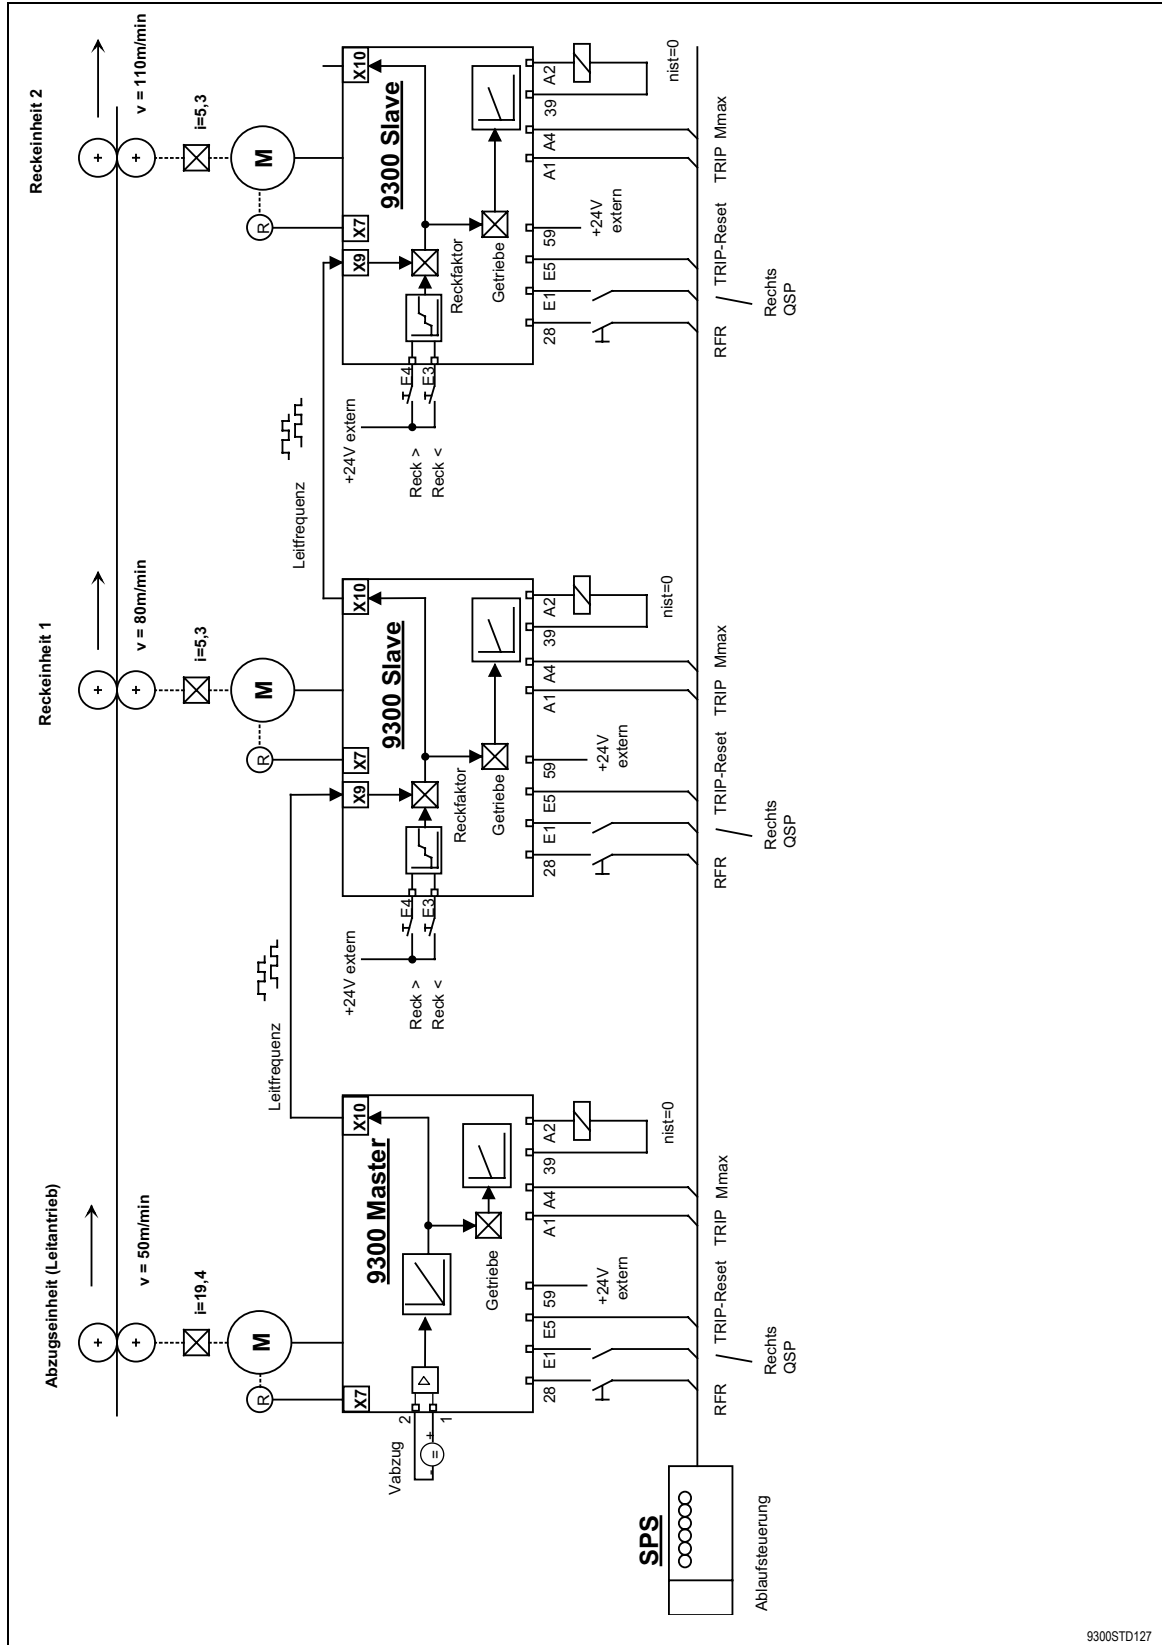 Abzugseinheit (Leitantrieb)
v = 50m/min
i=19,4
M
R
X7
X10
9300 Master
Getriebe
Vabzug
2
1
+
=
-
28
E1
E5
59
A1
A4
39
A2
+24V
extern
nist=0
RFR
Rechts
QSP
TRIP-Reset
TRIP
Mmax
Leitfrequenz
Reckeinheit 1
v = 80m/min
i=5,3
M
R
X9
X7
X10
9300 Slave
Reckfaktor
Getriebe
+24V extern
Reck >
Reck <
E4
E3
28
E1
E5
59
A1
A4
39
A2
+24V
extern
nist=0
RFR
Rechts
QSP
TRIP-Reset
TRIP
Mmax
Leitfrequenz
Reckeinheit 2
v = 110m/min
i=5,3
M
R
X9
X7
X10
9300 Slave
Reckfaktor
Getriebe
+24V extern
Reck >
Reck <
E4
E3
28
E1
E5
59
A1
A4
39
A2
+24V
extern
nist=0
RFR
Rechts
QSP
TRIP-Reset
TRIP
Mmax
SPS
Ablaufsteuerung
9300STD127